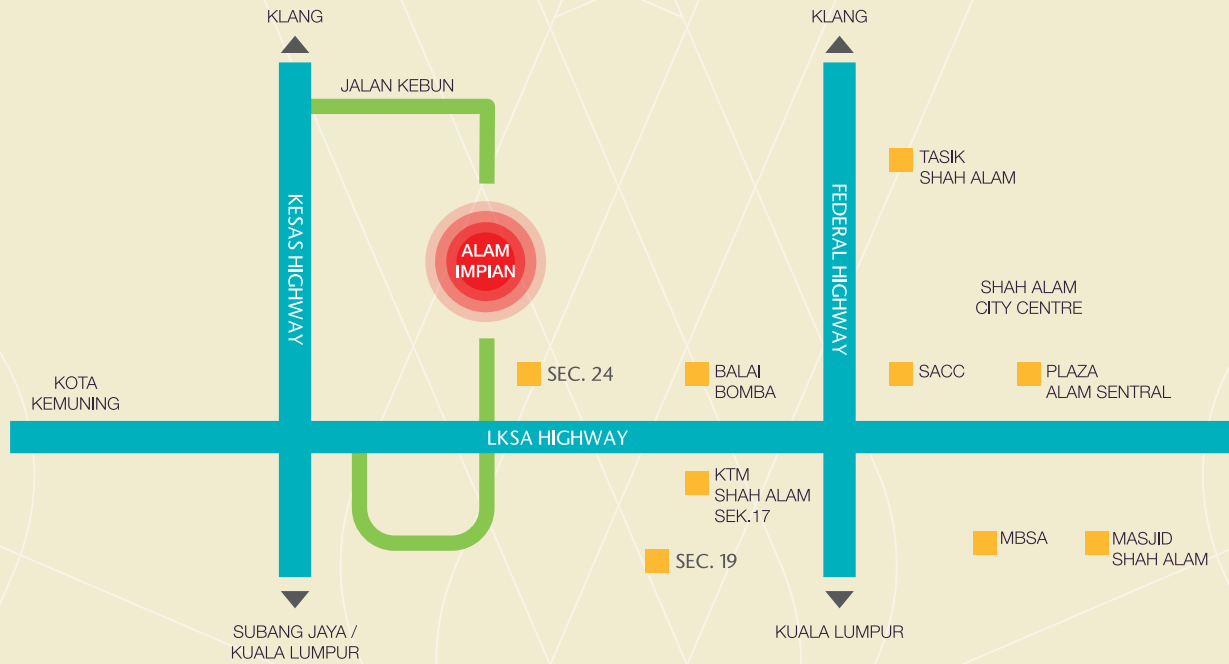 KLANG
KLANG
JALAN KEBUN
TASIK
SHAH ALAM
KESAS HIGHWAY
FEDERAL HIGHWAY
ALAM
IMPIAN
SHAH ALAM
CITY CENTRE
SEC. 24
BALAI
BOMBA
SACC
PLAZA
ALAM SENTRAL
KOTA
KEMUNING
LKSA HIGHWAY
KTM
SHAH ALAM
SEK.17
SEC. 19
MBSA
MASJID
SHAH ALAM
SUBANG JAYA /
KUALA LUMPUR
KUALA LUMPUR